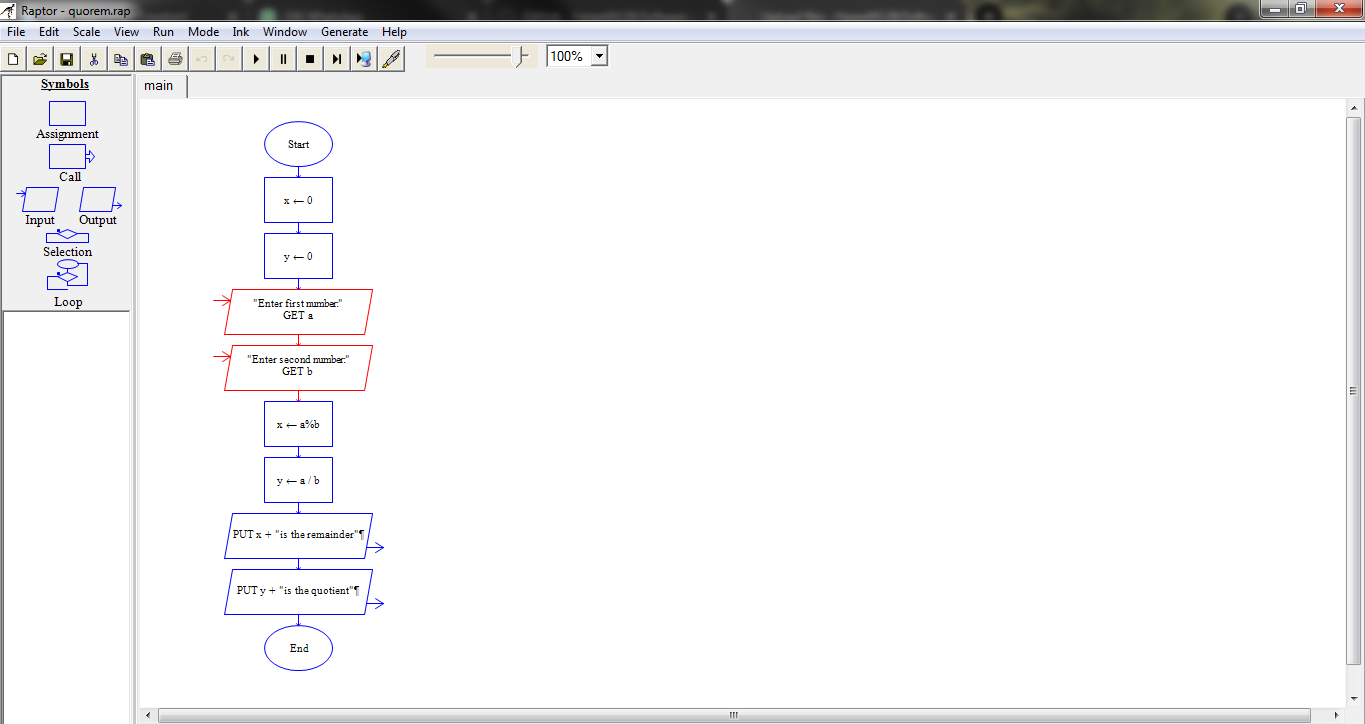 Raptor - quorem.rap
File Edit Scale View Run Mode Ink Window Generate Help
100%
Symbols
Assignment
Call
Input Output
Selection
Loop
main
Start
x ← 0
y ← 0
"Enter first number:"
GET a
"Enter second number:"
GET b
x ← a%b
y ← a / b
PUT x + "is the remainder"¶
PUT y + "is the quotient"¶
End